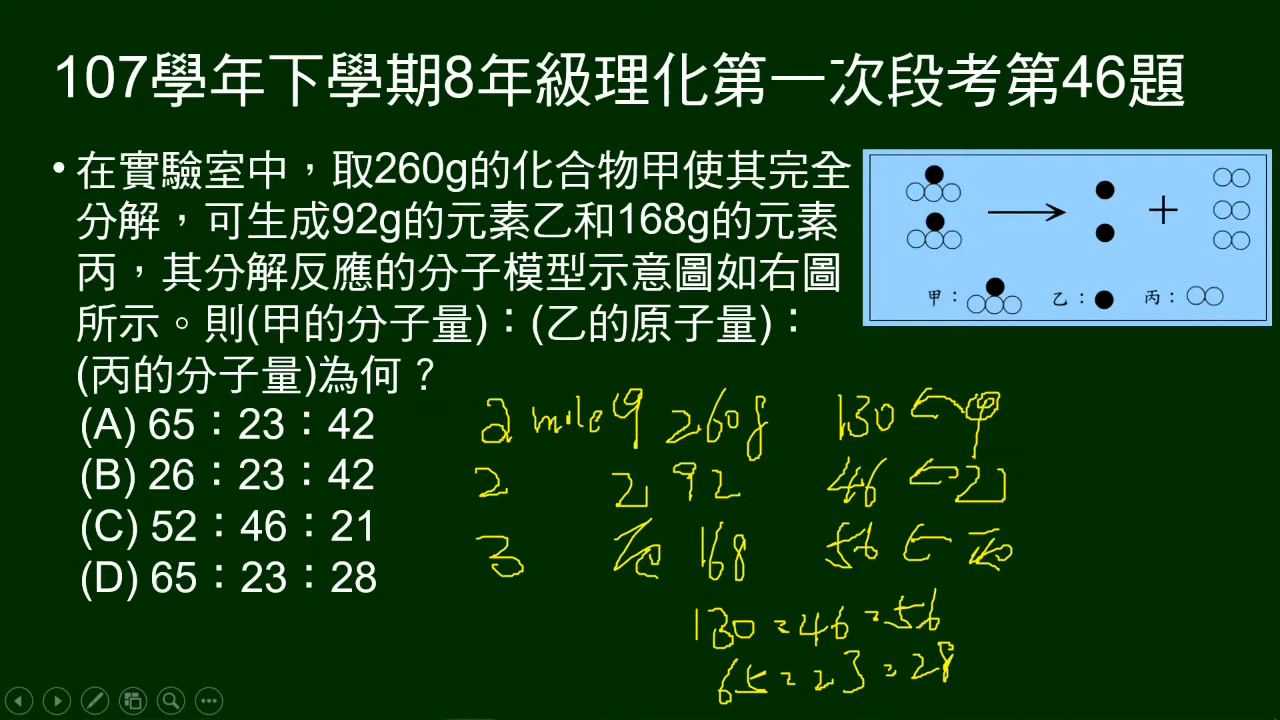 107學年下學期8年級理化第一次段考第46題
• 在實驗室中，取260g的化合物甲使其完全
分解，可生成92g的元素乙和168g的元素
丙，其分解反應的分子模型示意圖如右圖
所示。則(甲的分子量)：(乙的原子量)：
(丙的分子量)為何？
(A) 65：23：42
(B) 26：23：42
(C) 52：46：21
(D) 65：23：28
→ +
甲： 乙： 丙：
2 mole 甲 260g 130 ← 甲
2 乙 92 46 ← 乙
3 丙 168 56 ← 丙
130 : 46 : 56
65 : 23 : 28